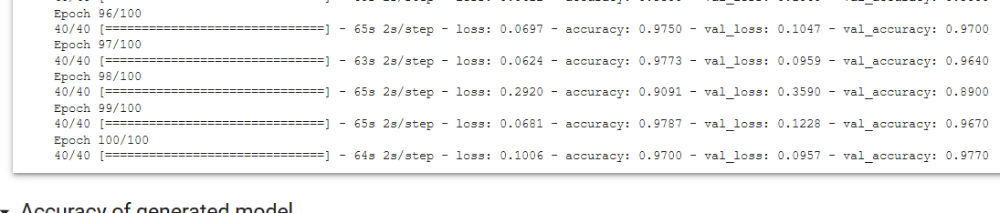 Epoch 96/100
40/40 [==============================] - 65s 2s/step - loss: 0.0697 - accuracy: 0.9750 - val_loss: 0.1047 - val_accuracy: 0.9700
Epoch 97/100
40/40 [==============================] - 63s 2s/step - loss: 0.0624 - accuracy: 0.9773 - val_loss: 0.0959 - val_accuracy: 0.9640
Epoch 98/100
40/40 [==============================] - 65s 2s/step - loss: 0.2920 - accuracy: 0.9091 - val_loss: 0.3590 - val_accuracy: 0.8900
Epoch 99/100
40/40 [==============================] - 65s 2s/step - loss: 0.0681 - accuracy: 0.9787 - val_loss: 0.1228 - val_accuracy: 0.9670
Epoch 100/100
40/40 [==============================] - 64s 2s/step - loss: 0.1006 - accuracy: 0.9700 - val_loss: 0.0957 - val_accuracy: 0.9770
Accuracy of generated model